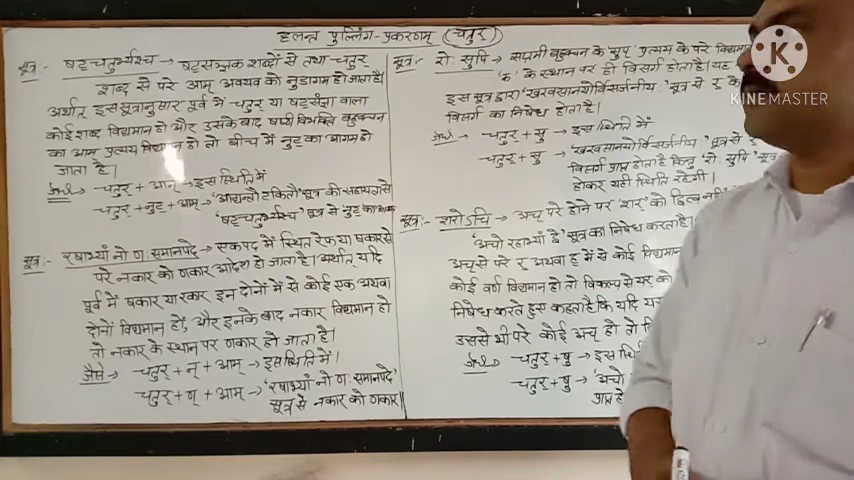 हलन्त पुल्लिंग-प्रकरणम् (चतुर्)
सूत्र:- षट्चतुर्भ्यश्च → षट्संज्ञक शब्दों से तथा चतुर्
शब्द से परे आम् अवयव को नुडागम हो जाता है।
अर्थात् इस सूत्रानुसार पूर्व में चतुर् या षट्संज्ञा वाला
कोई शब्द विद्यमान हो और उसके बाद षष्ठी विभक्ति बहुवचन
का आम् प्रत्यय विद्यमान हो तो बीच में नुट् का आगम हो
जाता है।
जैसे → चतुर् + आम् → इस स्थिति में
चतुर् + नुट् + आम् → 'आद्यन्तौ टकितौ' सूत्र की सहायता से
'षट्चतुर्भ्यश्च' सूत्र से नुट् का आगम
सूत्र:- रषाभ्यां नो णः समानपदे → एकपद में स्थित रेफ या षकार से
परे नकार को णकार आदेश हो जाता है। अर्थात् यदि
पूर्व में षकार या रकार इन दोनों में से कोई एक अथवा
दोनों विद्यमान हों, और इनके बाद नकार विद्यमान हो
तो नकार के स्थान पर णकार हो जाता है।
जैसे → चतुर् + न् + आम् → इस स्थिति में।
चतुर् + ण् + आम् → 'रषाभ्यां नो णः समानपदे'
सूत्र से नकार को णकार।
सूत्र:- रोः सुपि → सप्तमी बहुवचन के 'सुप्' प्रत्यय के परे
के स्थान पर ही विसर्ग होता है। यह
इस सूत्र द्वारा 'खरवसानयोर्विसर्जनीयः' सूत्र से र् के
विसर्ग का निषेध होता है।
जैसे → चतुर् + सु → इस स्थिति में
चतुर् + षु → 'खरवसानयोर्विसर्जनीयः' सूत्र से र्
विसर्ग प्राप्त होता है किन्तु 'रोः सुपि' सूत्र
होकर यही स्थिति रहेगी।
सूत्र:- शरोऽचि → अच् परे होने पर 'शर्' को द्वित्व
'अचो रहाभ्यां द्वे' सूत्र का निषेध करता है।
अच् से परे र् अथवा ह् में से कोई विद्यमान
कोई वर्ण विद्यमान हो तो विकल्प से यर् को
निषेध करते हुए कहता है कि यदि
उससे भी परे कोई अच् हो तो
जैसे → चतुर् + षु → इस
चतुर् + षु → 'अचो
KINEMASTER